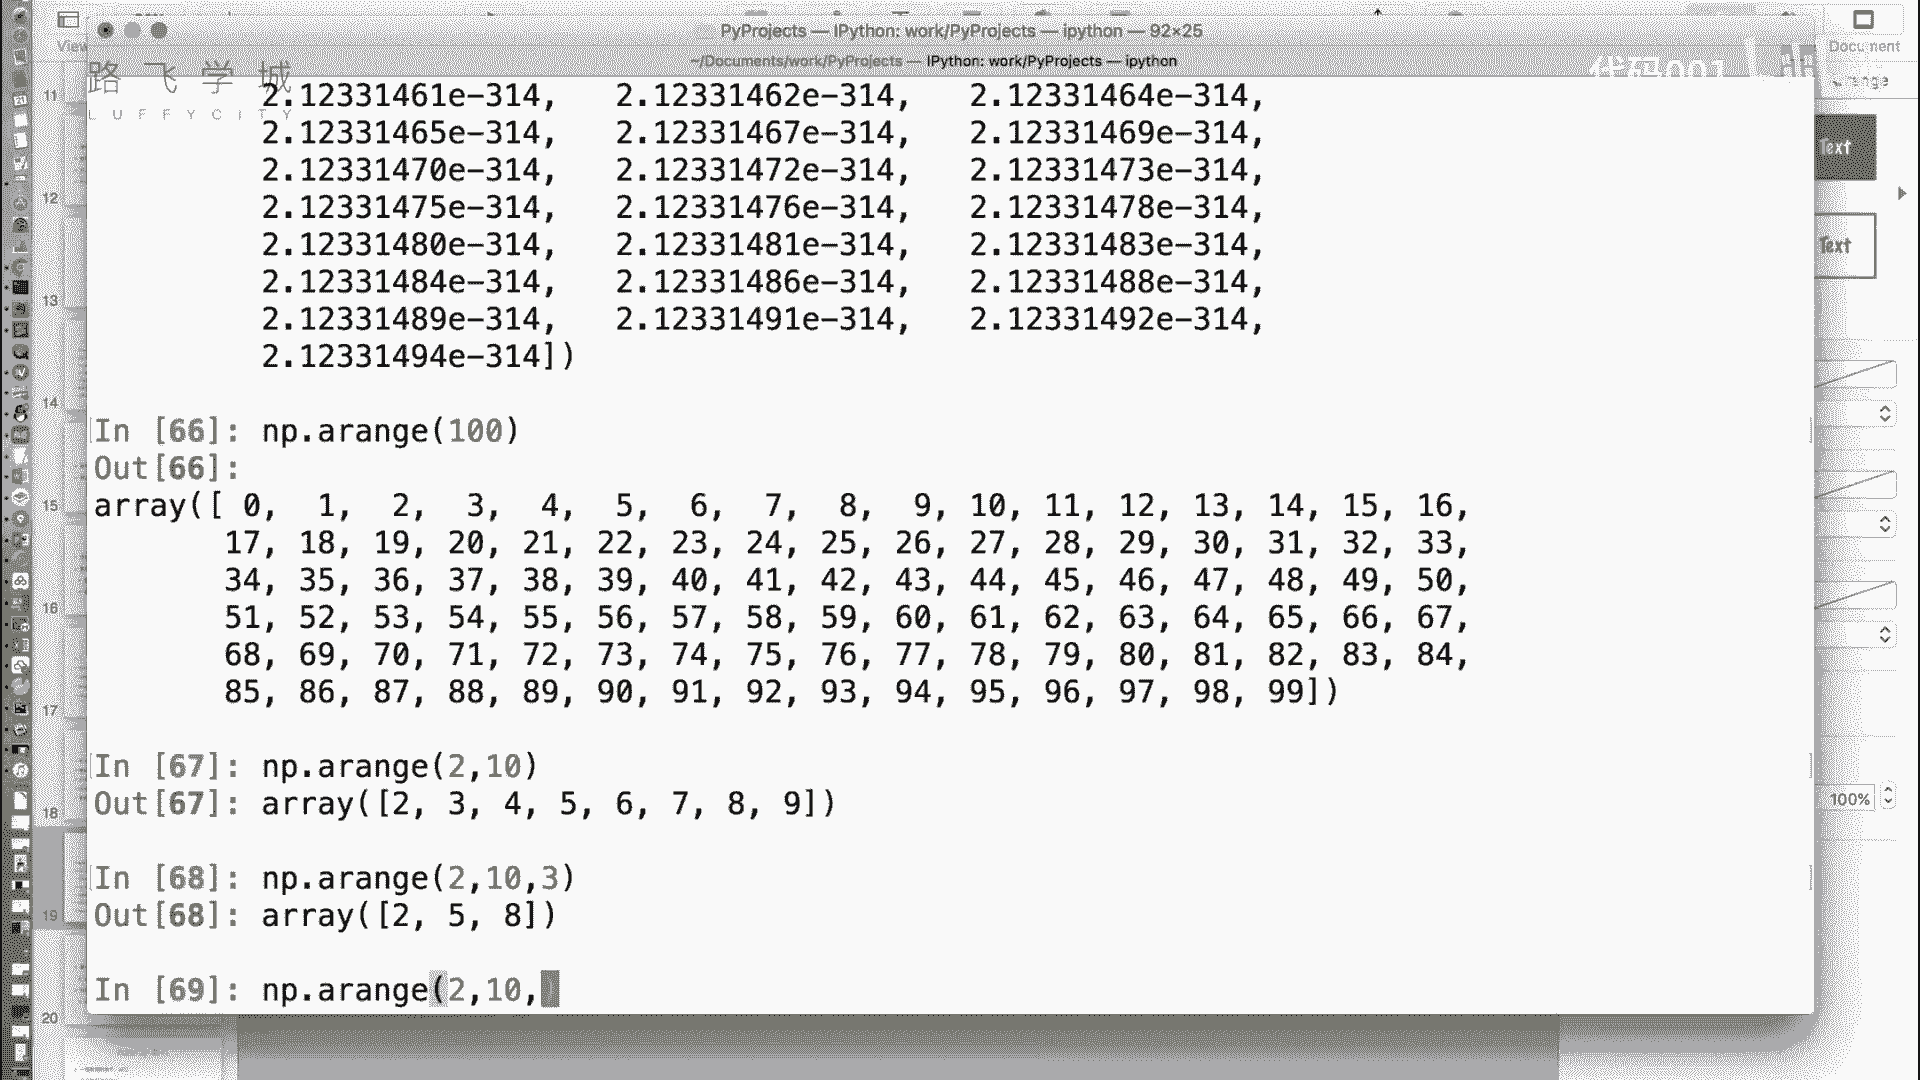 PyProjects — IPython: work/PyProjects — ipython — 92×25
~/Documents/work/PyProjects — IPython: work/PyProjects — ipython
View
Document
路飞学城
LUFFYCITY
代码001
2.12331461e-314,   2.12331462e-314,   2.12331464e-314,
2.12331465e-314,   2.12331467e-314,   2.12331469e-314,
2.12331470e-314,   2.12331472e-314,   2.12331473e-314,
2.12331475e-314,   2.12331476e-314,   2.12331478e-314,
2.12331480e-314,   2.12331481e-314,   2.12331483e-314,
2.12331484e-314,   2.12331486e-314,   2.12331488e-314,
2.12331489e-314,   2.12331491e-314,   2.12331492e-314,
2.12331494e-314])
In [66]: np.arange(100)
Out[66]:
array([ 0,  1,  2,  3,  4,  5,  6,  7,  8,  9, 10, 11, 12, 13, 14, 15, 16,
17, 18, 19, 20, 21, 22, 23, 24, 25, 26, 27, 28, 29, 30, 31, 32, 33,
34, 35, 36, 37, 38, 39, 40, 41, 42, 43, 44, 45, 46, 47, 48, 49, 50,
51, 52, 53, 54, 55, 56, 57, 58, 59, 60, 61, 62, 63, 64, 65, 66, 67,
68, 69, 70, 71, 72, 73, 74, 75, 76, 77, 78, 79, 80, 81, 82, 83, 84,
85, 86, 87, 88, 89, 90, 91, 92, 93, 94, 95, 96, 97, 98, 99])
In [67]: np.arange(2,10)
Out[67]: array([2, 3, 4, 5, 6, 7, 8, 9])
In [68]: np.arange(2,10,3)
Out[68]: array([2, 5, 8])
In [69]: np.arange(2,10,)
11
12
13
14
15
16
17
18
19
20
Text
Text
100%